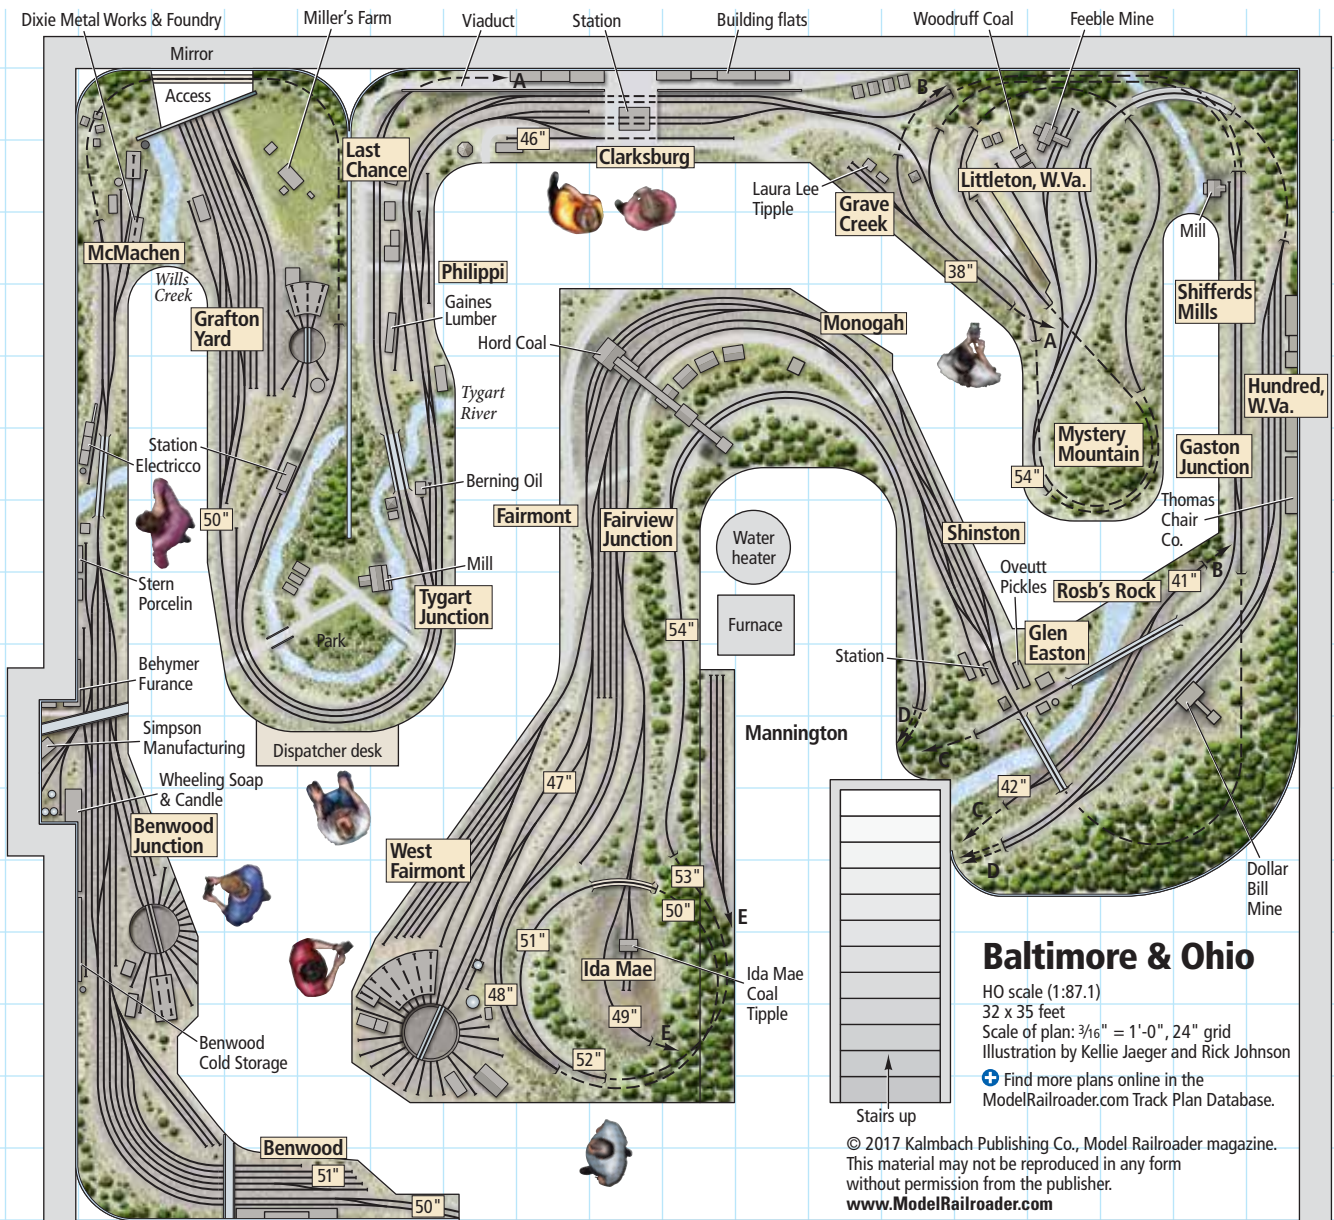 Dixie Metal Works & Foundry
Miller's Farm
Viaduct
Station
Building flats
Woodruff Coal
Feeble Mine
Mirror
Access
A
B
46"
Clarksburg
Last
Chance
Littleton, W.Va.
Laura Lee
Tipple
Grave
Creek
Mill
McMachen
Wills
Creek
Philippi
38"
Shifferds
Mills
Grafton
Yard
Gaines
Lumber
Hord Coal
Monogah
A
Hundred,
W.Va.
Tygart
River
Mystery
Mountain
Gaston
Junction
Station
Electricco
Berning Oil
54"
Thomas
Chair
Co.
50"
Fairmont
Fairview
Junction
Water
heater
Shinston
Mill
Stern
Porcelin
Tygart
Junction
Oveutt
Pickles
Rosb's Rock
41"
B
Park
54"
Furnace
Glen
Easton
Station
Behymer
Furance
D
C
Simpson
Manufacturing
Dispatcher desk
Mannington
Wheeling Soap
& Candle
47"
42"
C
Benwood
Junction
West
Fairmont
D
Dollar
Bill
Mine
53"
50"
E
51"
Ida Mae
Ida Mae
Coal
Tipple
48"
49"
E
52"
Benwood
Cold Storage
Stairs up
Benwood
51"
50"
Baltimore & Ohio
HO scale (1:87.1)
32 x 35 feet
Scale of plan: 3/16" = 1'-0", 24" grid
Illustration by Kellie Jaeger and Rick Johnson
Find more plans online in the
ModelRailroader.com Track Plan Database.
© 2017 Kalmbach Publishing Co., Model Railroader magazine.
This material may not be reproduced in any form
without permission from the publisher.
www.ModelRailroader.com